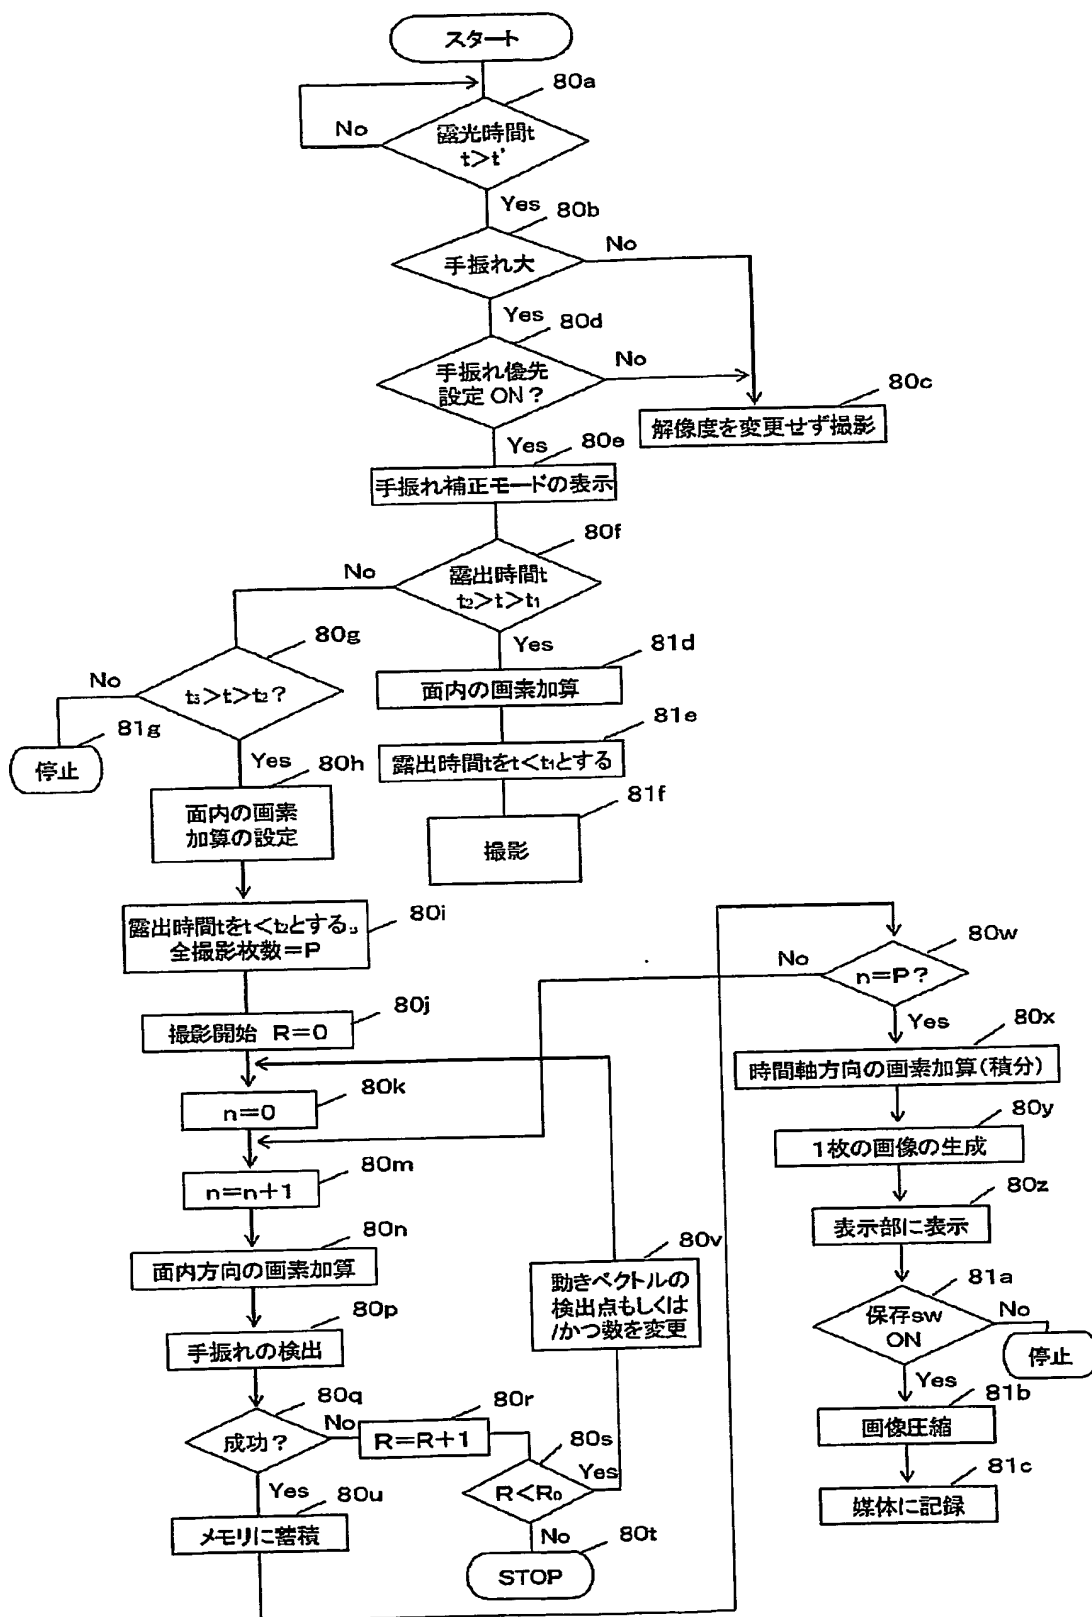 スタート
80a
露光時間t
t>t'
No
Yes
80b
手振れ大
No
Yes
80d
手振れ優先
設定 ON?
No
80c
解像度を変更せず撮影
Yes
80e
手振れ補正モードの表示
80f
露出時間t
t₂>t>t₁
No
Yes
80g
t₃>t>t₂?
No
81g
停止
Yes
81d
面内の画素加算
81e
露出時間tをt<t₁とする
81f
撮影
80h
面内の画素
加算の設定
80i
露出時間tをt<t₂とする。
全撮影枚数=P
80j
撮影開始 R=0
80k
n=0
80m
n=n+1
80n
面内方向の画素加算
80p
手振れの検出
80q
成功?
No
80r
R=R+1
80s
R<R₀
Yes
80v
動きベクトルの
検出点もしくは
/かつ数を変更
No
80t
STOP
Yes
80u
メモリに蓄積
80w
n=P?
No
Yes
80x
時間軸方向の画素加算(積分)
80y
1枚の画像の生成
80z
表示部に表示
81a
保存sw
ON
No
停止
Yes
81b
画像圧縮
81c
媒体に記録